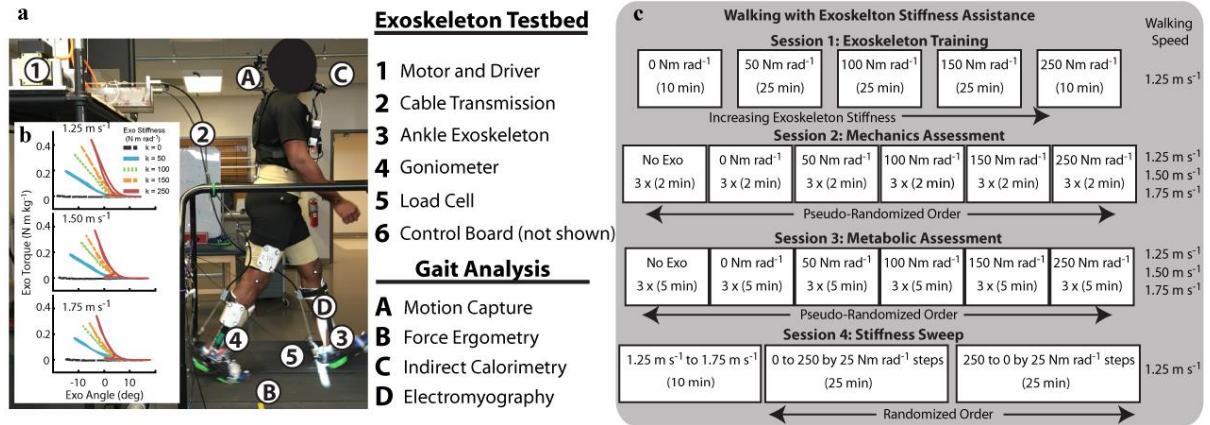 a
1
A
C
2
4
5
D
3
B
b
1.25 m s⁻¹
Exo Stiffness
(N m rad⁻¹)
k = 0
k = 50
k = 100
k = 150
k = 250
0.4
0.2
0
1.50 m s⁻¹
0.4
0.2
0
1.75 m s⁻¹
0.4
0.2
0
Exo Torque (N m kg⁻¹)
-10 0 10
Exo Angle (deg)
Exoskeleton Testbed
1 Motor and Driver
2 Cable Transmission
3 Ankle Exoskeleton
4 Goniometer
5 Load Cell
6 Control Board (not shown)
Gait Analysis
A Motion Capture
B Force Ergometry
C Indirect Calorimetry
D Electromyography
c
Walking with Exoskelton Stiffness Assistance
Walking
Speed
Session 1: Exoskeleton Training
0 Nm rad⁻¹ 50 Nm rad⁻¹ 100 Nm rad⁻¹ 150 Nm rad⁻¹ 250 Nm rad⁻¹
(10 min) (25 min) (25 min) (25 min) (10 min)
1.25 m s⁻¹
Increasing Exoskeleton Stiffness
Session 2: Mechanics Assessment
No Exo 0 Nm rad⁻¹ 50 Nm rad⁻¹ 100 Nm rad⁻¹ 150 Nm rad⁻¹ 250 Nm rad⁻¹
3 x (2 min) 3 x (2 min) 3 x (2 min) 3 x (2 min) 3 x (2 min) 3 x (2 min)
1.25 m s⁻¹
1.50 m s⁻¹
1.75 m s⁻¹
Pseudo-Randomized Order
Session 3: Metabolic Assessment
No Exo 0 Nm rad⁻¹ 50 Nm rad⁻¹ 100 Nm rad⁻¹ 150 Nm rad⁻¹ 250 Nm rad⁻¹
3 x (5 min) 3 x (5 min) 3 x (5 min) 3 x (5 min) 3 x (5 min) 3 x (5 min)
1.25 m s⁻¹
1.50 m s⁻¹
1.75 m s⁻¹
Pseudo-Randomized Order
Session 4: Stiffness Sweep
1.25 m s⁻¹ to 1.75 m s⁻¹ 0 to 250 by 25 Nm rad⁻¹ steps 250 to 0 by 25 Nm rad⁻¹ steps
(10 min) (25 min) (25 min)
1.25 m s⁻¹
Randomized Order